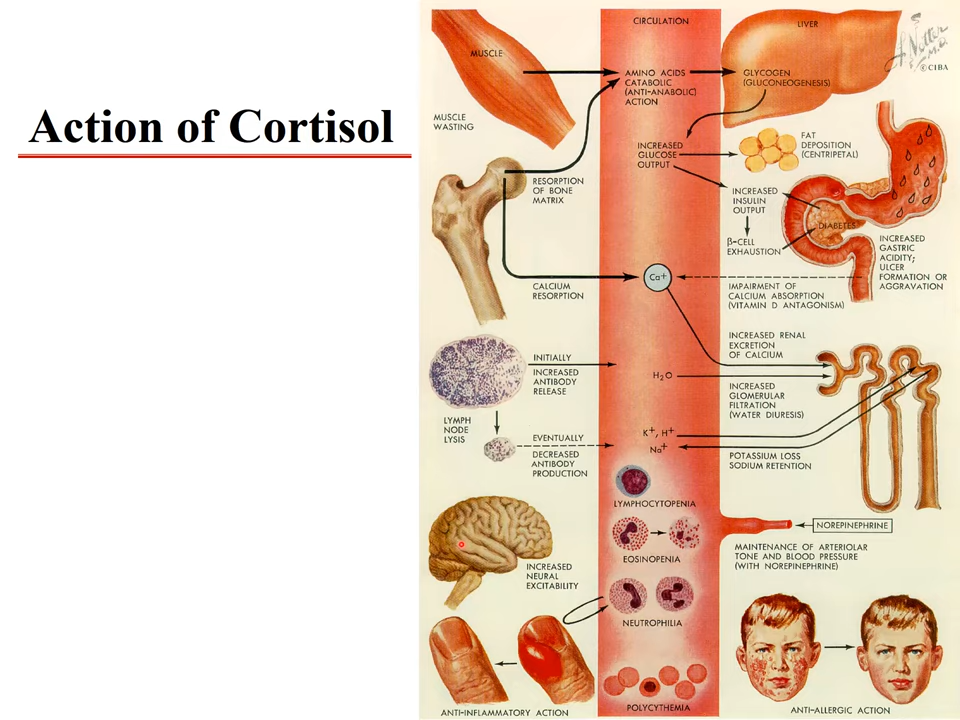 Action of Cortisol
CIRCULATION
LIVER
F. Netter
M.D.
© CIBA
MUSCLE
AMINO ACIDS
CATABOLIC
(ANTI-ANABOLIC)
ACTION
GLYCOGEN
(GLUCONEOGENESIS)
MUSCLE
WASTING
INCREASED
GLUCOSE
OUTPUT
FAT
DEPOSITION
(CENTRIPETAL)
RESORPTION
OF BONE
MATRIX
INCREASED
INSULIN
OUTPUT
DIABETES
β-CELL
EXHAUSTION
INCREASED
GASTRIC
ACIDITY;
ULCER
FORMATION OR
AGGRAVATION
Ca+
CALCIUM
RESORPTION
IMPAIRMENT OF
CALCIUM ABSORPTION
(VITAMIN D ANTAGONISM)
INCREASED RENAL
EXCRETION
OF CALCIUM
INITIALLY
INCREASED
ANTIBODY
RELEASE
H2O
INCREASED
GLOMERULAR
FILTRATION
(WATER DIURESIS)
LYMPH
NODE
LYSIS
EVENTUALLY
DECREASED
ANTIBODY
PRODUCTION
K+, H+
Na+
POTASSIUM LOSS
SODIUM RETENTION
LYMPHOCYTOPENIA
NOREPINEPHRINE
EOSINOPENIA
MAINTENANCE OF ARTERIOLAR
TONE AND BLOOD PRESSURE
(WITH NOREPINEPHRINE)
INCREASED
NEURAL
EXCITABILITY
NEUTROPHILIA
ANTI-INFLAMMATORY ACTION
POLYCYTHEMIA
ANTI-ALLERGIC ACTION